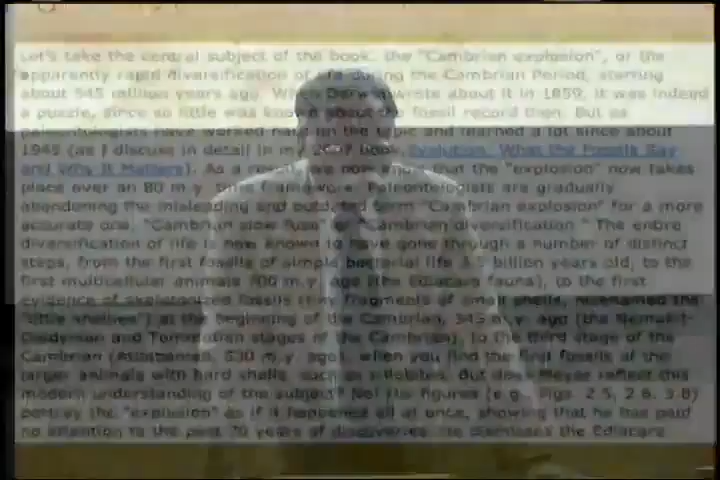 Let's take the central subject of the book, the "Cambrian explosion", or the
apparently rapid diversification of life during the Cambrian Period, starting
about 545 million years ago. When Darwin wrote about it in 1859, it was indeed
a puzzle, since so little was known about the fossil record then. But as
paleontologists have worked hard on the topic and learned a lot since about
1945 (as I discuss in detail in my 2007 book, Evolution: What the Fossils Say
and Why It Matters). As a result, we now know that the "explosion" now takes
place over an 80 m.y. time framework. Paleontologists are gradually
abandoning the misleading and outdated term "Cambrian explosion" for a more
accurate one, "Cambrian slow fuse" or "Cambrian diversification." The entire
diversification of life is now known to have gone through a number of distinct
steps, from the first fossils of simple bacterial life 3.5 billion years old, to the
first multicellular animals 700 m.y. ago (the Ediacara fauna), to the first
evidence of skeletonized fossils (tiny fragments of small shells, nicknamed the
"little shellies") at the beginning of the Cambrian, 545 m.y. ago (the Nemakit-
Daldynian and Tommotian stages of the Cambrian), to the third stage of the
Cambrian (Atdabanian, 530 m.y. ago), when you find the first fossils of the
larger animals with hard shells, such as trilobites. But does Meyer reflect this
modern understanding of the subject? No! His figures (e.g., Figs. 2.5, 2.6, 3.8)
portray the "explosion" as if it happened all at once, showing that he has paid
no attention to the past 70 years of discoveries. He dismisses the Ediacara